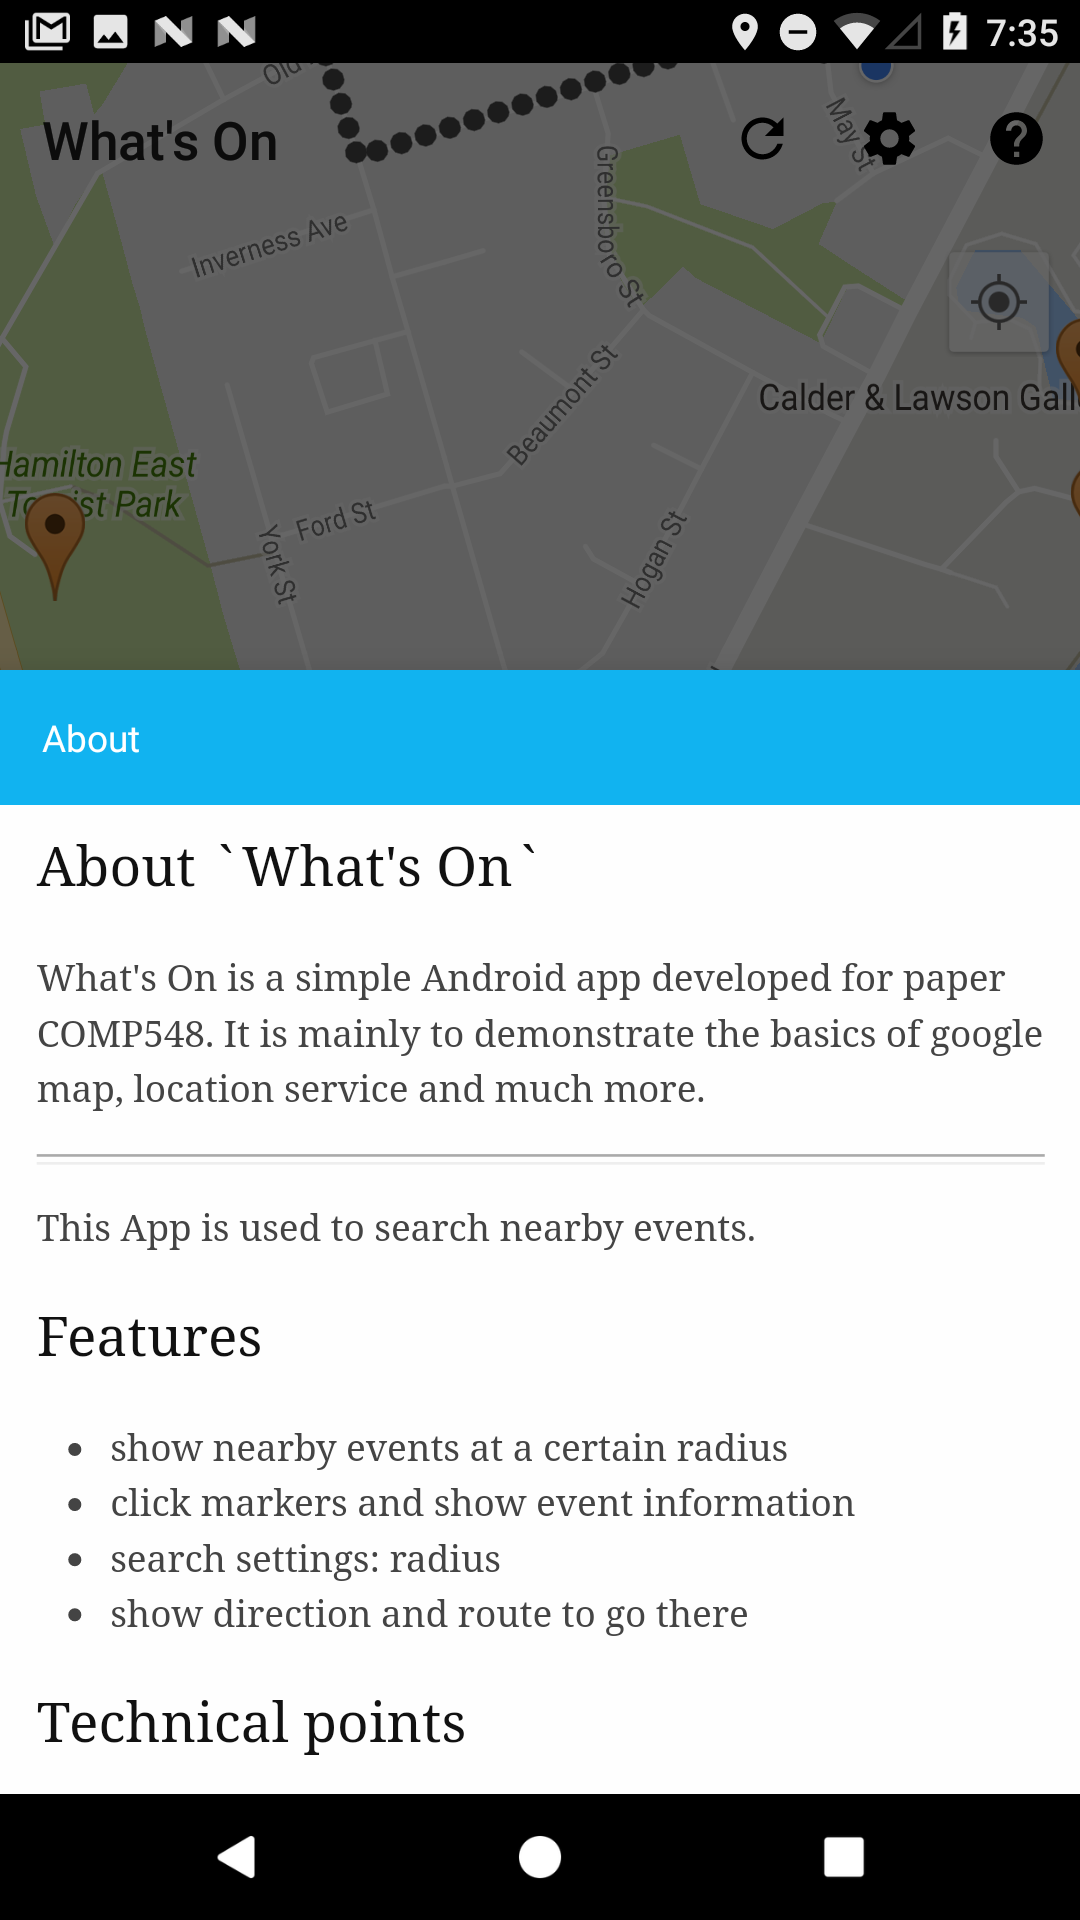 7:35
Old
What's On
May St
Greensboro St
Inverness Ave
Beaumont St
Calder & Lawson Gall
Hamilton East
Park
Ford St
York St
Hogan St
About
About `What's On`
What's On is a simple Android app developed for paper
COMP548. It is mainly to demonstrate the basics of google
map, location service and much more.
This App is used to search nearby events.
Features
• show nearby events at a certain radius
• click markers and show event information
• search settings: radius
• show direction and route to go there
Technical points